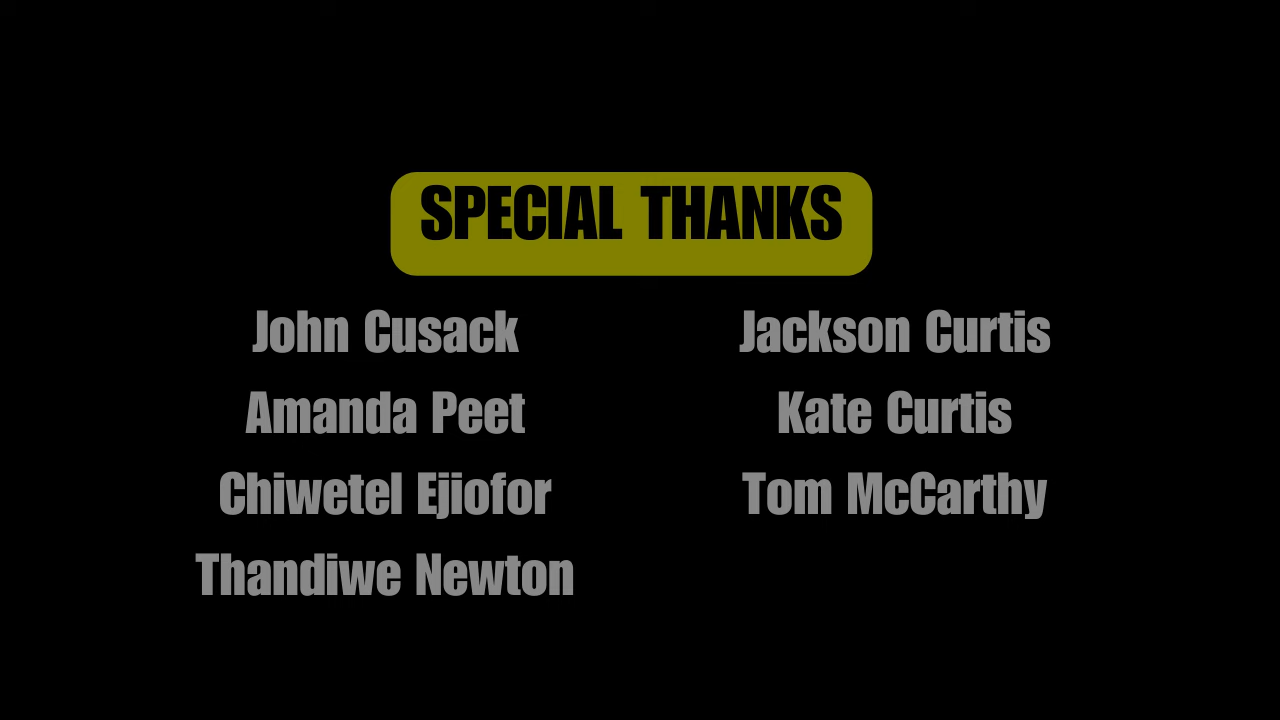 SPECIAL THANKS
John Cusack
Jackson Curtis
Amanda Peet
Kate Curtis
Chiwetel Ejiofor
Tom McCarthy
Thandiwe Newton